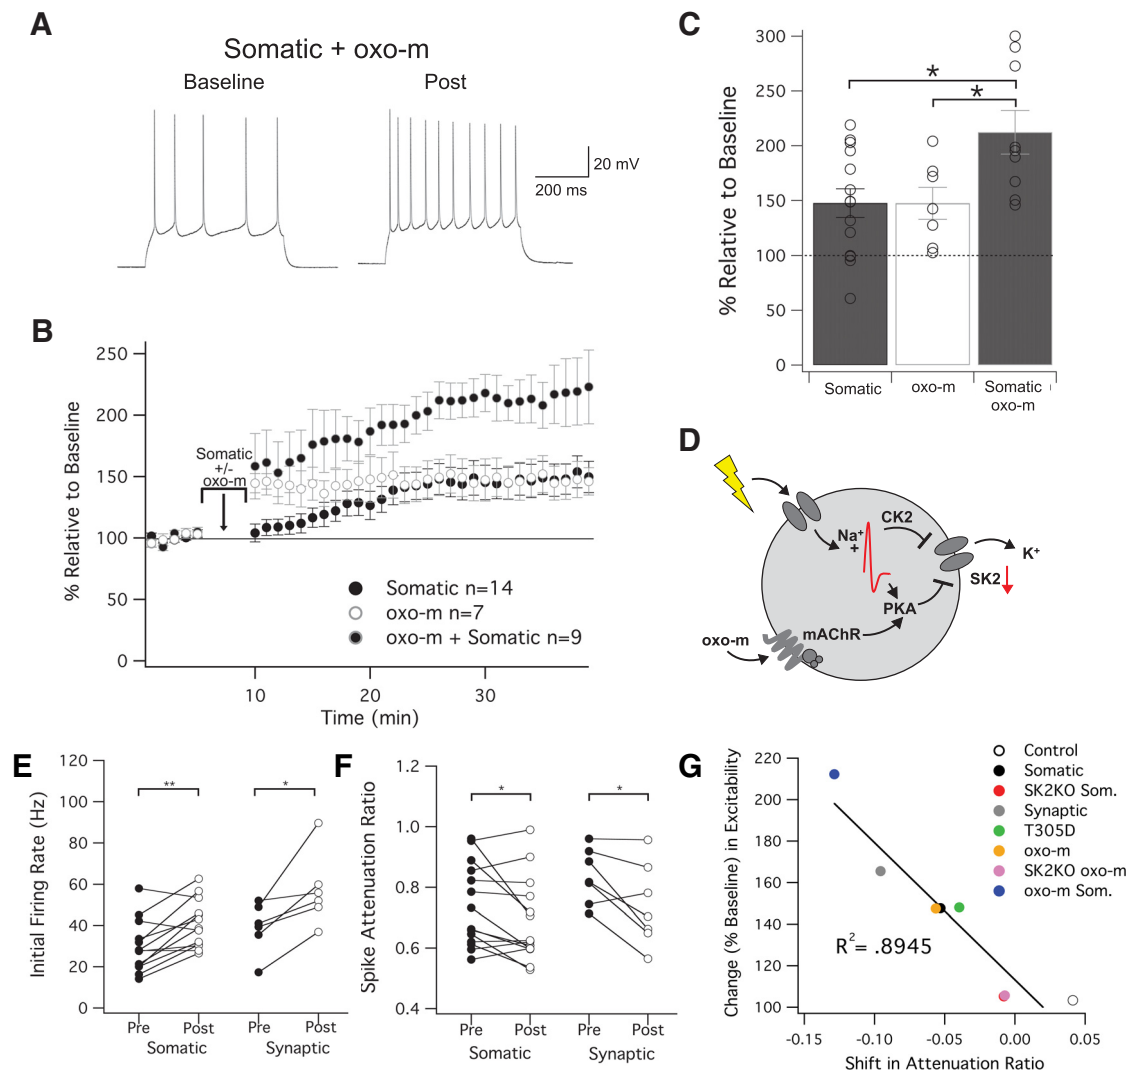 A
Somatic + oxo-m
Baseline
Post
20 mV
200 ms
B
% Relative to Baseline
250
200
150
100
50
0
Somatic
+/-
oxo-m
Somatic n=14
oxo-m n=7
oxo-m + Somatic n=9
10
20
30
Time (min)
C
% Relative to Baseline
300
250
200
150
100
50
0
*
*
Somatic
oxo-m
Somatic
oxo-m
D
CK2
Na+
+
K+
SK2
PKA
mAChR
oxo-m
E
Initial Firing Rate (Hz)
120
100
80
60
40
20
0
**
*
Pre
Post
Pre
Post
Somatic
Synaptic
F
Spike Attenuation Ratio
1.2
1.0
0.8
0.6
0.4
*
*
Pre
Post
Pre
Post
Somatic
Synaptic
G
Change (% Baseline) in Excitability
220
200
180
160
140
120
100
R2= .8945
Control
Somatic
SK2KO Som.
Synaptic
T305D
oxo-m
SK2KO oxo-m
oxo-m Som.
-0.15
-0.10
-0.05
0.00
0.05
Shift in Attenuation Ratio